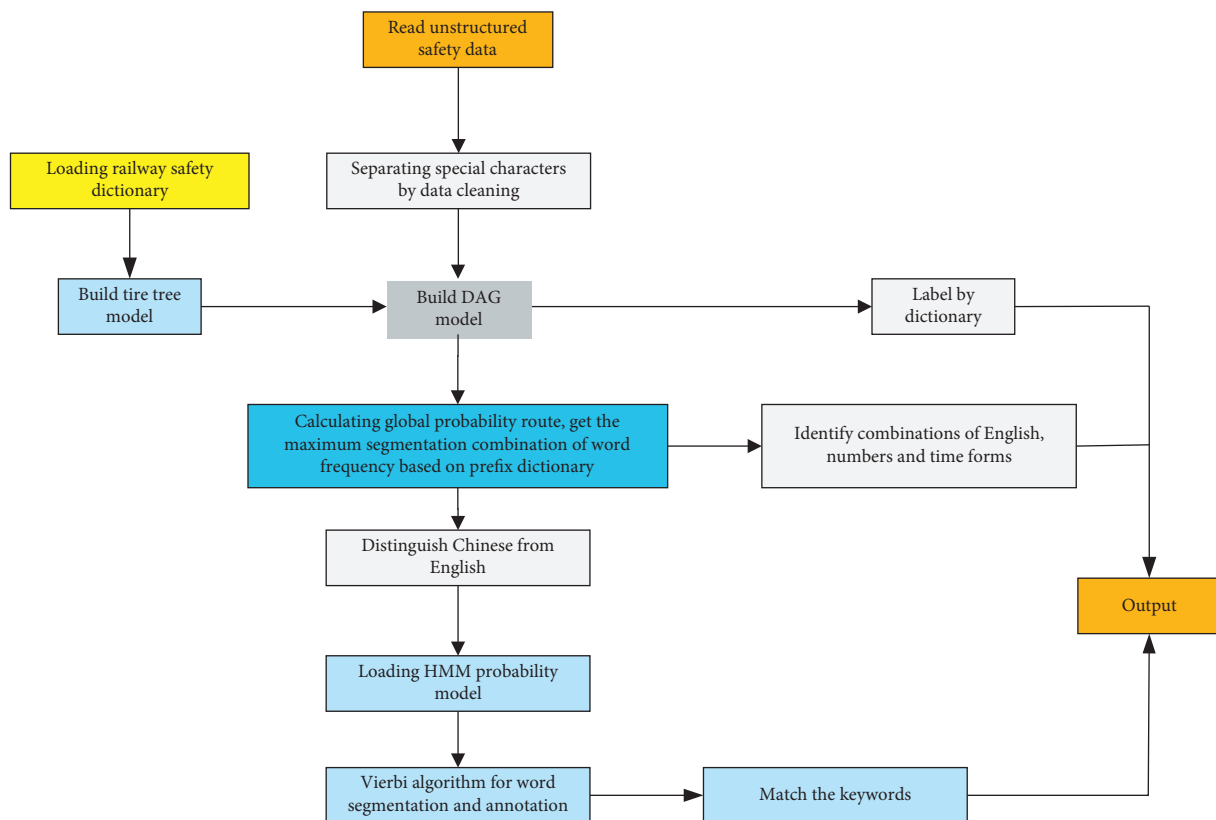 Read unstructured
safety data
Loading railway safety
dictionary
Separating special characters
by data cleaning
Build tire tree
model
Build DAG
model
Label by
dictionary
Calculating global probability route, get the
maximum segmentation combination of word
frequency based on prefix dictionary
Identify combinations of English,
numbers and time forms
Distinguish Chinese from
English
Output
Loading HMM probability
model
Vierbi algorithm for word
segmentation and annotation
Match the keywords